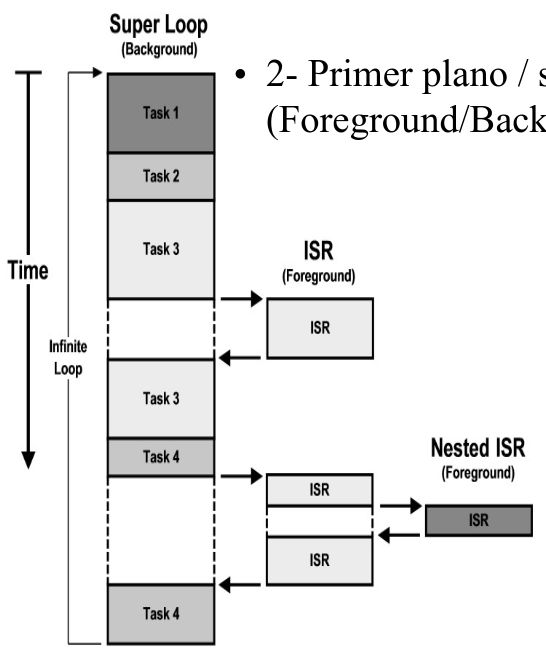 Super Loop
(Background)
• 2- Primer plano /
(Foreground/Back
Task 1
Task 2
Task 3
ISR
(Foreground)
Time
ISR
Infinite
Loop
Task 3
Nested ISR
(Foreground)
Task 4
ISR
ISR
ISR
Task 4